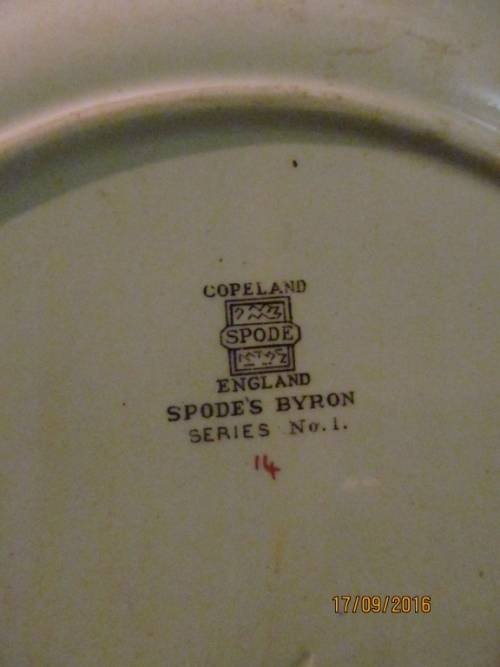 COPELAND
SPODE
ENGLAND
SPODE'S BYRON
SERIES No. 1.
14
17/09/2016